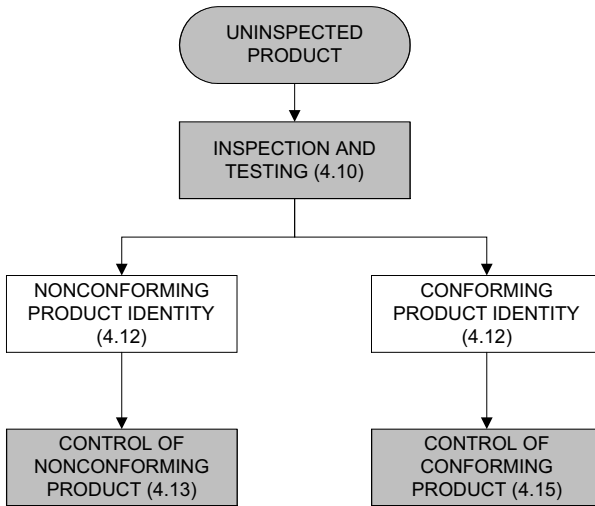 UNINSPECTED
PRODUCT
INSPECTION AND
TESTING (4.10)
NONCONFORMING
PRODUCT IDENTITY
(4.12)
CONFORMING
PRODUCT IDENTITY
(4.12)
CONTROL OF
NONCONFORMING
PRODUCT (4.13)
CONTROL OF
CONFORMING
PRODUCT (4.15)